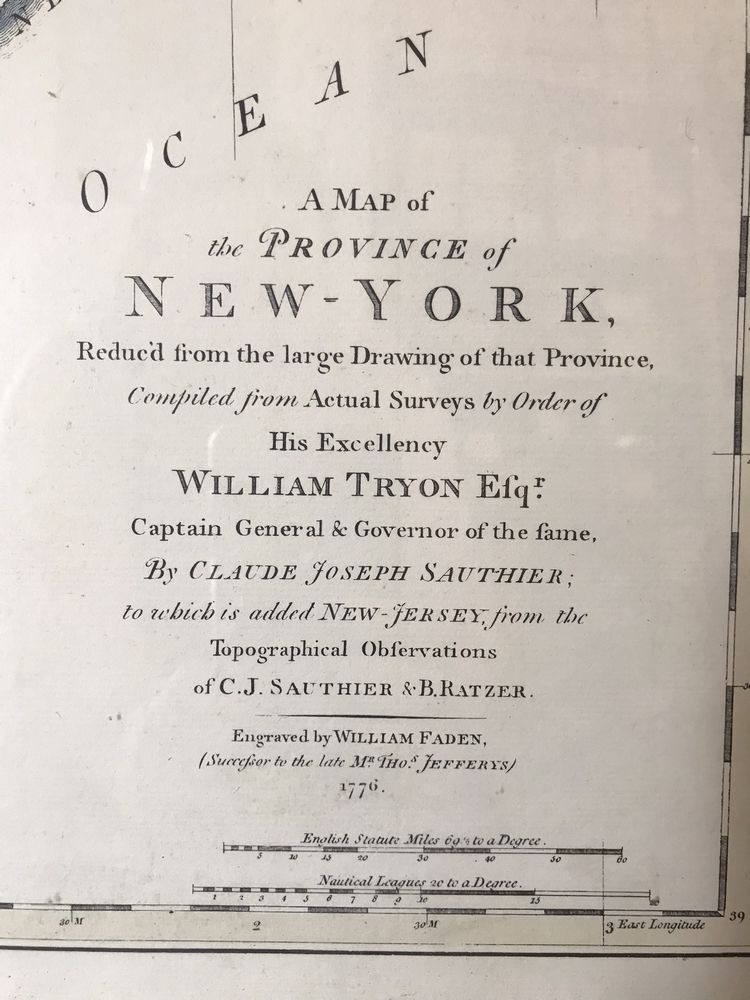 OCEAN
A MAP of
the PROVINCE of
NEW-YORK,
Reduc'd from the large Drawing of that Province,
Compiled from Actual Surveys by Order of
His Excellency
WILLIAM TRYON Eſqr.
Captain General & Governor of the ſame,
By CLAUDE JOSEPH SAUTHIER;
to which is added NEW-JERSEY, from the
Topographical Obſervations
of C.J. SAUTHIER & B. RATZER.
Engraved by WILLIAM FADEN,
(Succeſsor to the late Mr. THOs. JEFFERYS)
1776.
English Statute Miles 69½ to a Degree.
5 10 15 20 30 40 50 60
Nautical Leagues 20 to a Degree.
1 2 3 4 5 6 7 8 9 10 15
30 M 2 30 M 3 East Longitude 39